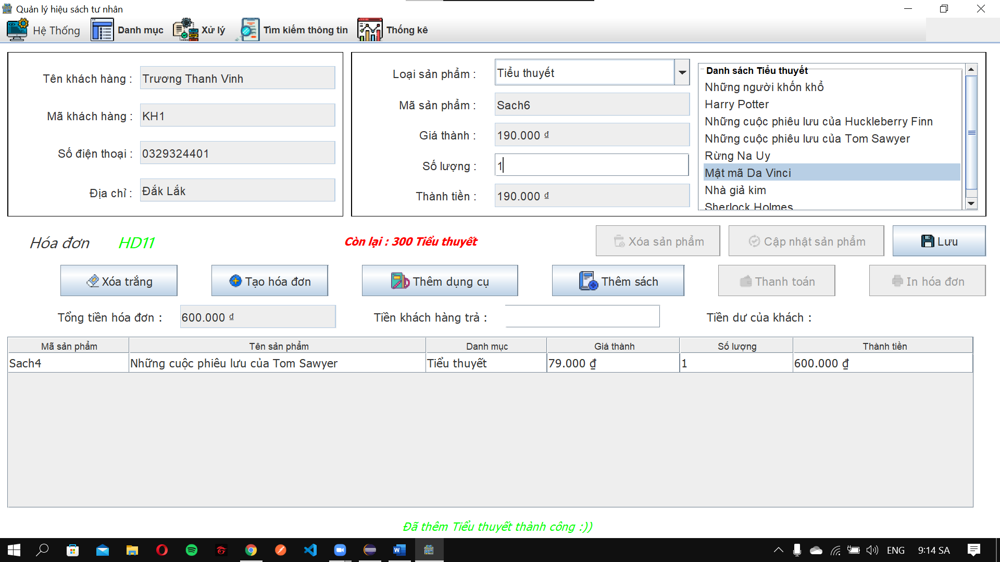 Quản lý hiệu sách tư nhân
Hệ Thống Danh mục Xử lý Tìm kiếm thông tin Thống kê
Tên khách hàng : Trương Thanh Vinh
Mã khách hàng : KH1
Số điện thoại : 0329324401
Địa chỉ : Đắk Lắk
Loại sản phẩm : Tiểu thuyết
Mã sản phẩm : Sach6
Giá thành : 190.000 ₫
Số lượng : 1
Thành tiền : 190.000 ₫
Danh sách Tiểu thuyết
Những người khốn khổ
Harry Potter
Những cuộc phiêu lưu của Huckleberry Finn
Những cuộc phiêu lưu của Tom Sawyer
Rừng Na Uy
Mật mã Da Vinci
Nhà giả kim
Sherlock Holmes
Hóa đơn HD11 Còn lại : 300 Tiểu thuyết Xóa sản phẩm Cập nhật sản phẩm Lưu
Xóa trắng Tạo hóa đơn Thêm dụng cụ Thêm sách Thanh toán In hóa đơn
Tổng tiền hóa đơn : 600.000 ₫ Tiền khách hàng trả : Tiền dư của khách :
Mã sản phẩm Tên sản phẩm Danh mục Giá thành Số lượng Thành tiền
Sach4 Những cuộc phiêu lưu của Tom Sawyer Tiểu thuyết 79.000 ₫ 1 600.000 ₫
Đã thêm Tiểu thuyết thành công :))
ENG 9:14 SA